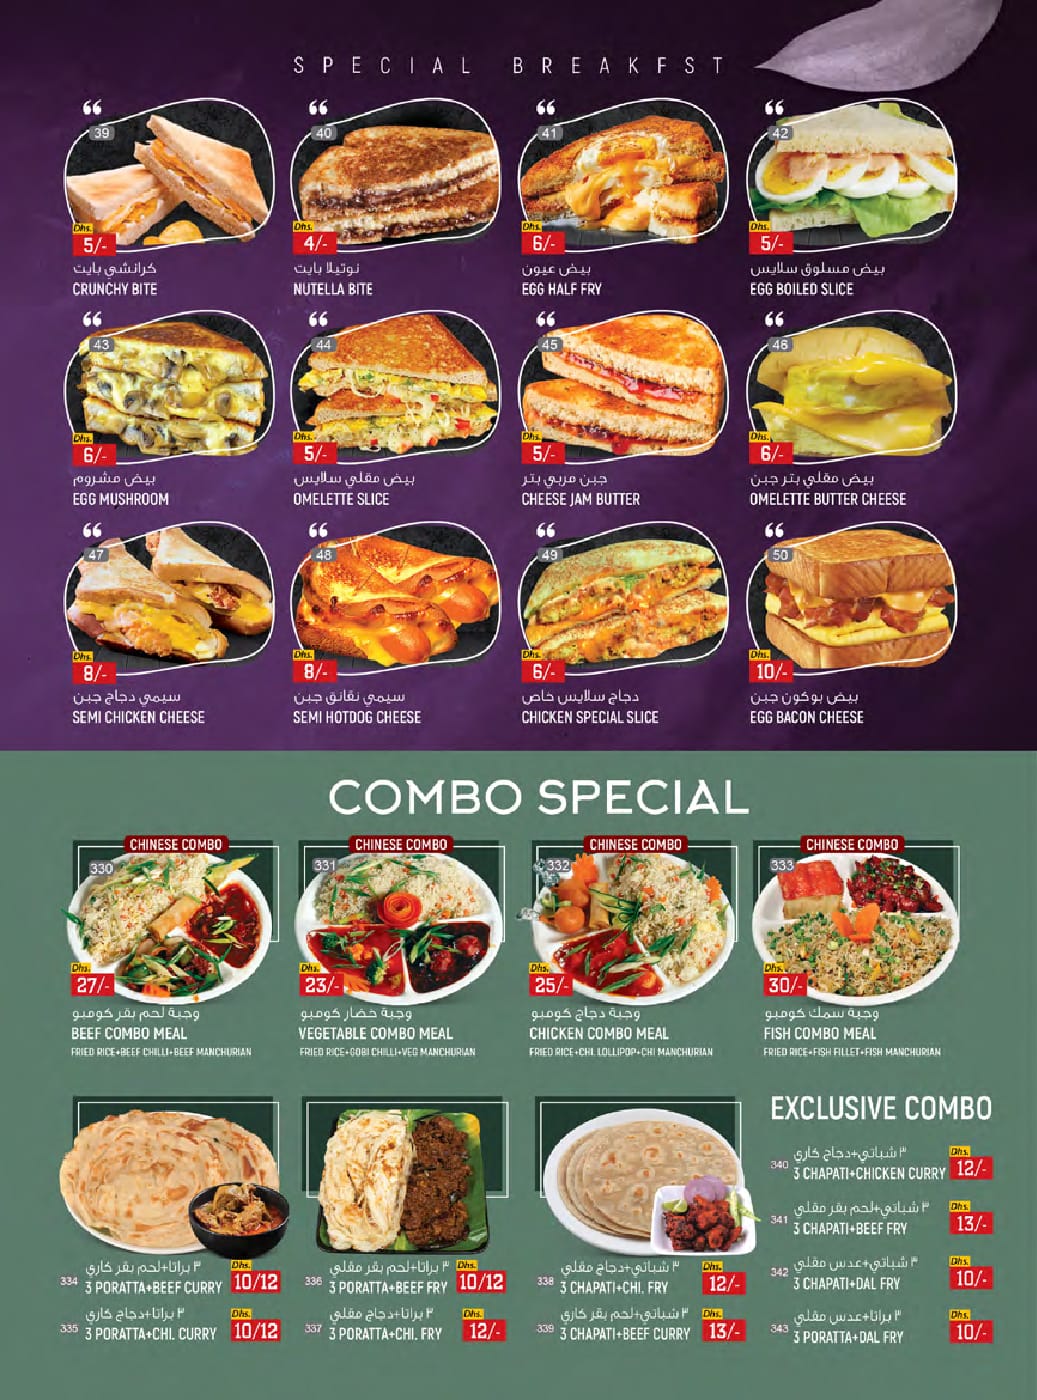 SPECIAL BREAKFST
“
39
Dhs.
5/-
كرانشي بايت
CRUNCHY BITE
“
40
Dhs.
4/-
نوتيلا بايت
NUTELLA BITE
“
41
Dhs.
6/-
بيض عيون
EGG HALF FRY
“
42
Dhs.
5/-
بيض مسلوق سلايس
EGG BOILED SLICE
“
43
Dhs.
6/-
بيض مشروم
EGG MUSHROOM
“
44
Dhs.
5/-
بيض مقلي سلايس
OMELETTE SLICE
“
45
Dhs.
5/-
جبن مربي بتر
CHEESE JAM BUTTER
“
46
Dhs.
6/-
بيض مقلي بتر جبن
OMELETTE BUTTER CHEESE
“
47
Dhs.
8/-
سيمي دجاج جبن
SEMI CHICKEN CHEESE
“
48
Dhs.
8/-
سيمي نقانق جبن
SEMI HOTDOG CHEESE
“
49
Dhs.
6/-
دجاج سلايس خاص
CHICKEN SPECIAL SLICE
“
50
Dhs.
10/-
بيض بوكون جبن
EGG BACON CHEESE
COMBO SPECIAL
CHINESE COMBO
330
Dhs.
27/-
وجبة لحم بقر كومبو
BEEF COMBO MEAL
FRIED RICE+BEEF CHILLI+BEEF MANCHURIAN
CHINESE COMBO
331
Dhs.
23/-
وجبة خضار كومبو
VEGETABLE COMBO MEAL
FRIED RICE+GOBI CHILLI+VEG MANCHURIAN
CHINESE COMBO
332
Dhs.
25/-
وجبة دجاج كومبو
CHICKEN COMBO MEAL
FRIED RICE+CHI. LOLLIPOP+CHI MANCHURIAN
CHINESE COMBO
333
Dhs.
30/-
وجبة سمك كومبو
FISH COMBO MEAL
FRIED RICE+FISH FILLET+FISH MANCHURIAN
٣ براتا+لحم بقر كاري
334 3 PORATTA+BEEF CURRY Dhs. 10/12
٣ براتا+دجاج كاري
335 3 PORATTA+CHI. CURRY Dhs. 10/12
٣ براتا+لحم بقر مقلي
336 3 PORATTA+BEEF FRY Dhs. 10/12
٣ براتا+دجاج مقلي
337 3 PORATTA+CHI. FRY Dhs. 12/-
٣ شباتي+دجاج مقلي
338 3 CHAPATI+CHI. FRY Dhs. 12/-
٣ شباتي+لحم بقر كاري
339 3 CHAPATI+BEEF CURRY Dhs. 13/-
EXCLUSIVE COMBO
٣ شباتي+دجاج كاري
340 3 CHAPATI+CHICKEN CURRY Dhs. 12/-
٣ شباتي+لحم بقر مقلي
341 3 CHAPATI+BEEF FRY Dhs. 13/-
٣ شباتي+عدس مقلي
342 3 CHAPATI+DAL FRY Dhs. 10/-
٣ براتا+عدس مقلي
343 3 PORATTA+DAL FRY Dhs. 10/-